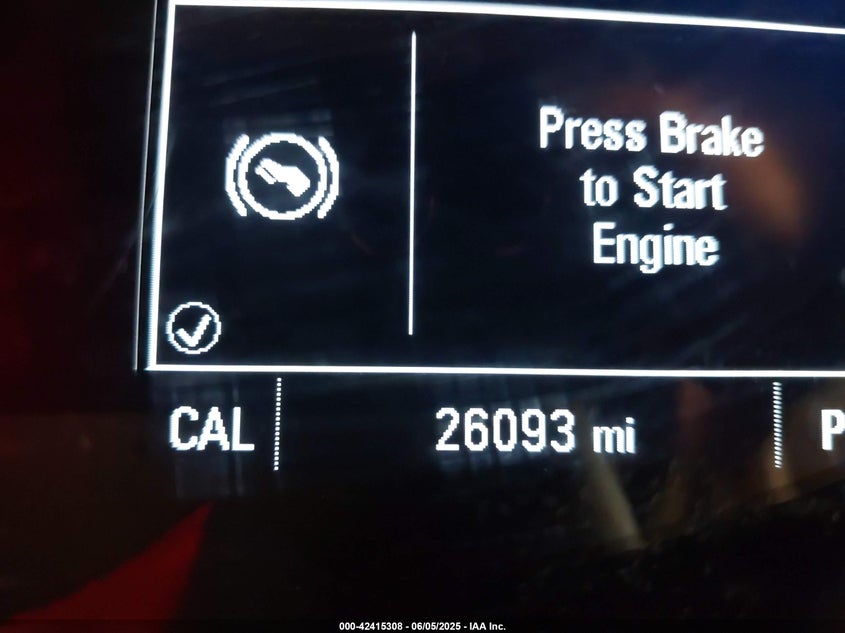 Press Brake
to Start
Engine
CAL
26093 mi
P
000-42415308 - 06/05/2025 - IAA Inc.